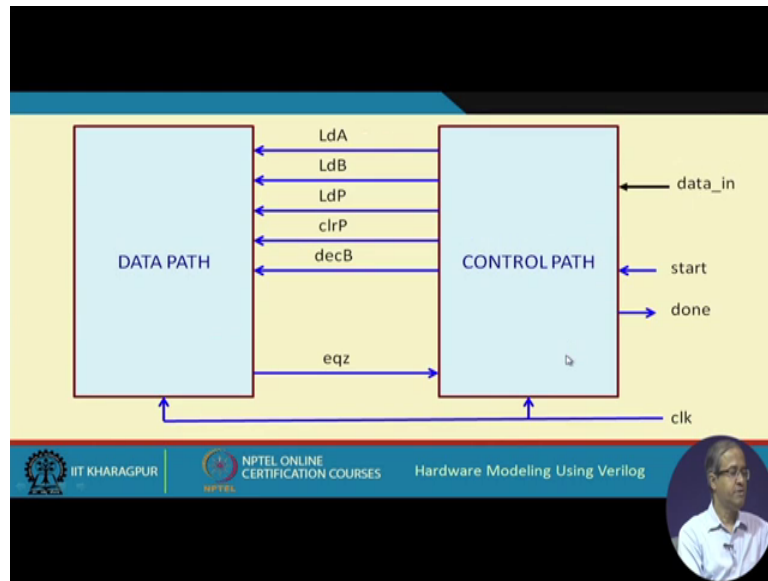 LdA
LdB
LdP
clrP
decB
eqz
DATA PATH
CONTROL PATH
data_in
start
done
clk
IIT KHARAGPUR
NPTEL
NPTEL ONLINE
CERTIFICATION COURSES
Hardware Modeling Using Verilog